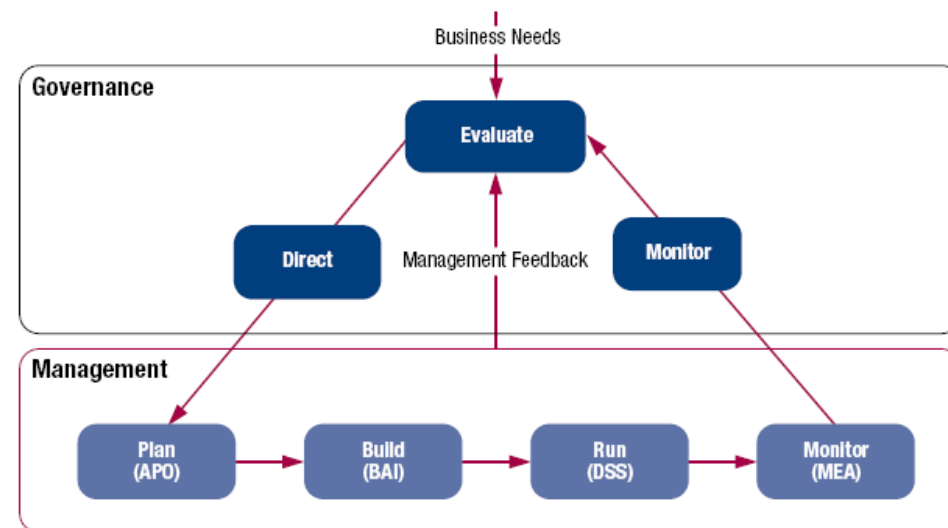 Business Needs
Governance
Evaluate
Direct
Management Feedback
Monitor
Management
Plan
(APO)
Build
(BAI)
Run
(DSS)
Monitor
(MEA)